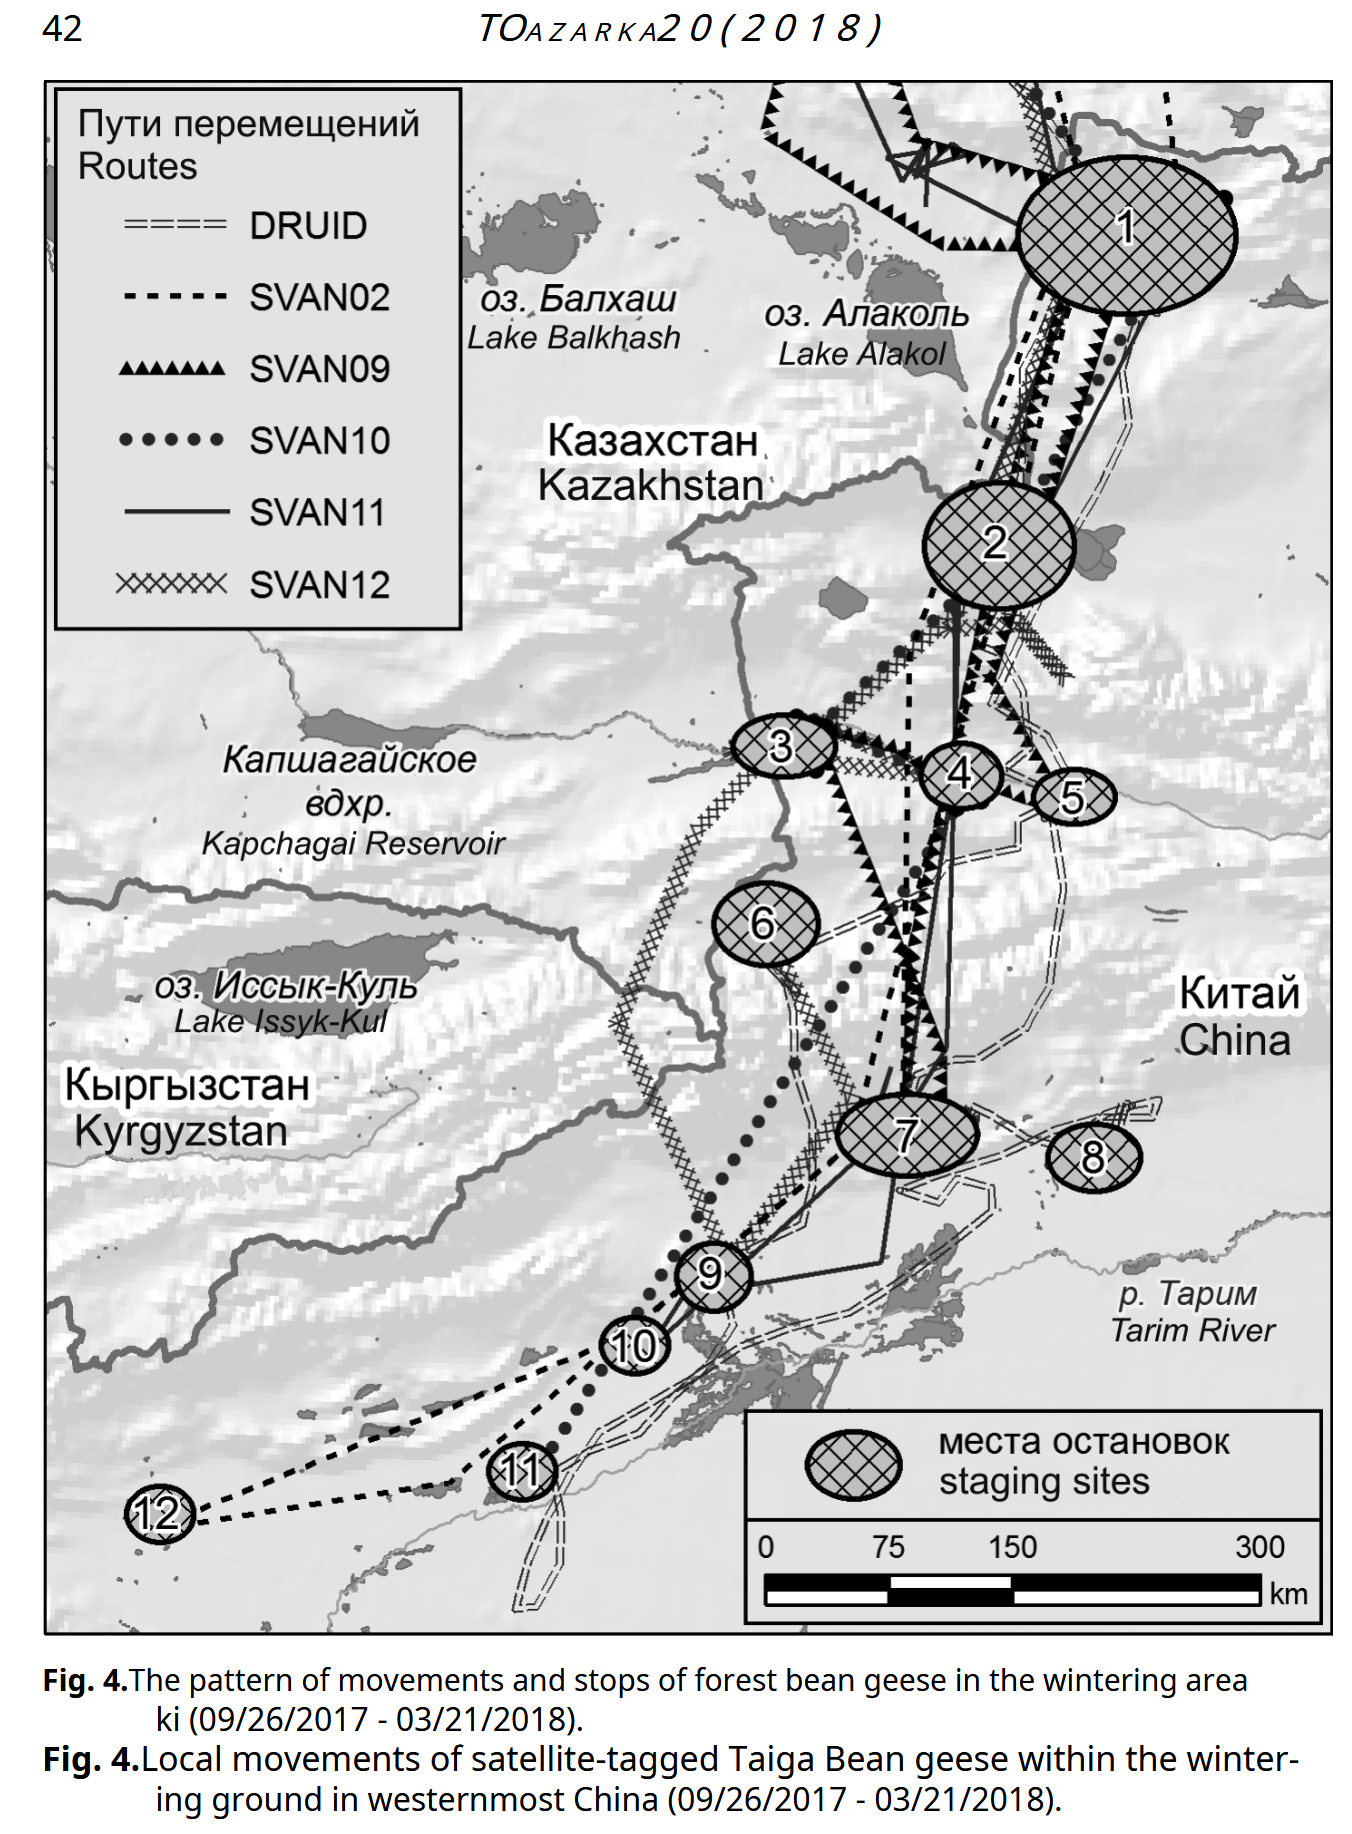 42
TOAZARKA20(2018)
Пути перемещений
Routes
DRUID
SVAN02
SVAN09
SVAN10
SVAN11
SVAN12
1
оз. Балхаш
Lake Balkhash
оз. Алаколь
Lake Alakol
Казахстан
Kazakhstan
2
3
4
5
Капшагайское
вдхр.
Kapchagai Reservoir
6
оз. Иссык-Куль
Lake Issyk-Kul
Китай
China
Кыргызстан
Kyrgyzstan
7
8
9
р. Тарим
Tarim River
10
11
12
места остановок
staging sites
0 75 150 300
km
Fig. 4.The pattern of movements and stops of forest bean geese in the wintering area
ki (09/26/2017 - 03/21/2018).
Fig. 4.Local movements of satellite-tagged Taiga Bean geese within the winter-
ing ground in westernmost China (09/26/2017 - 03/21/2018).